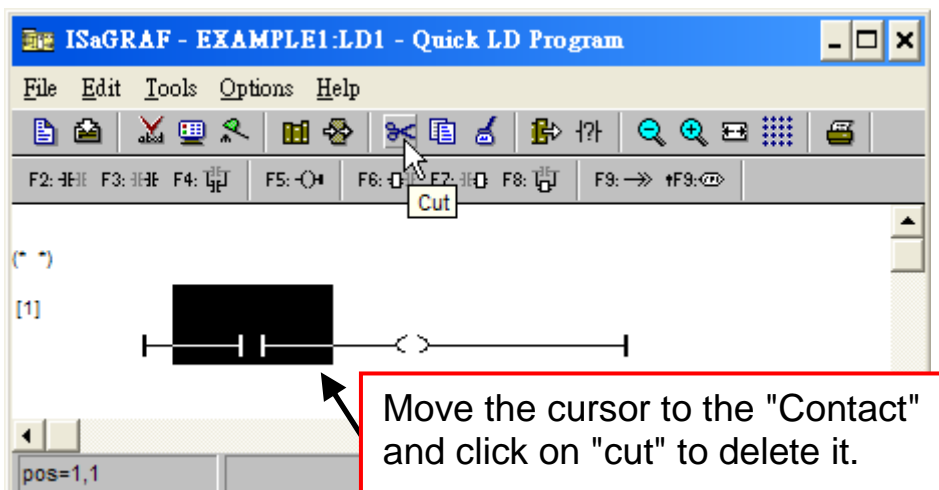 ISaGRAF - EXAMPLE1:LD1 - Quick LD Program
File Edit Tools Options Help
F2: F3: F4: F5: F6: F7: F8: F9: F9:
Cut
(* *)
[1]
Move the cursor to the "Contact"
and click on "cut" to delete it.
pos=1,1